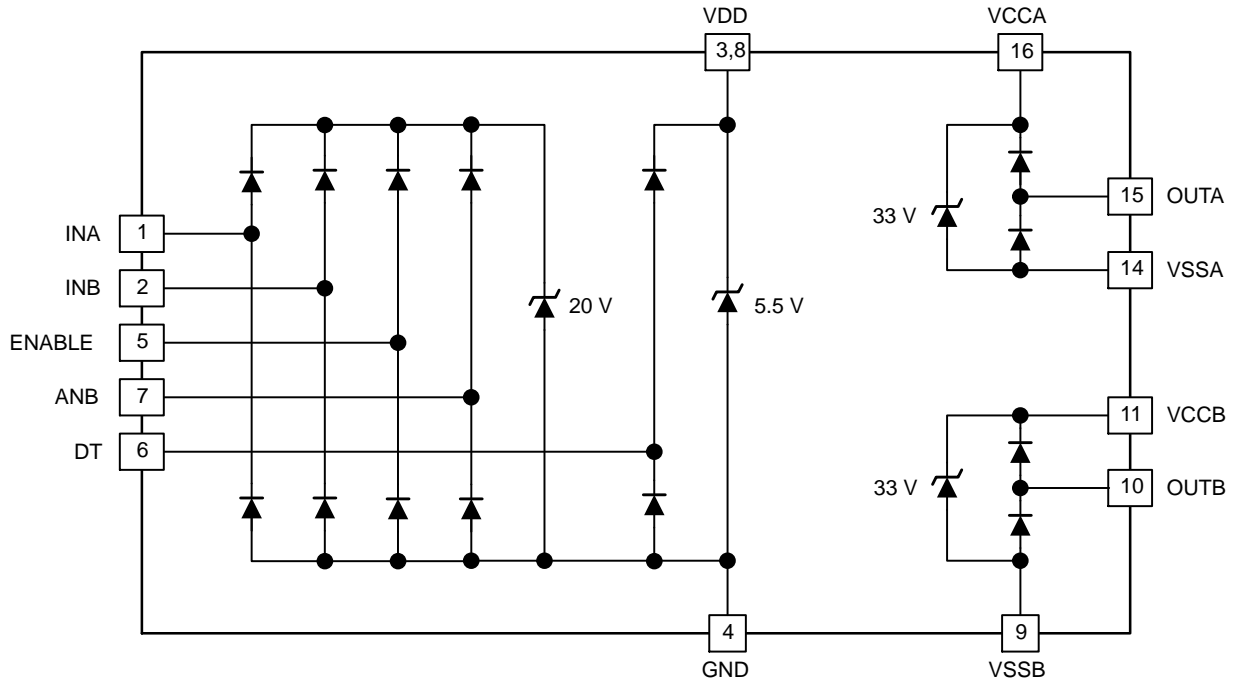 VDD
VCCA
3,8
16
INA
1
INB
2
ENABLE
5
ANB
7
DT
6
20 V
5.5 V
33 V
15
OUTA
14
VSSA
33 V
11
VCCB
10
OUTB
4
9
GND
VSSB